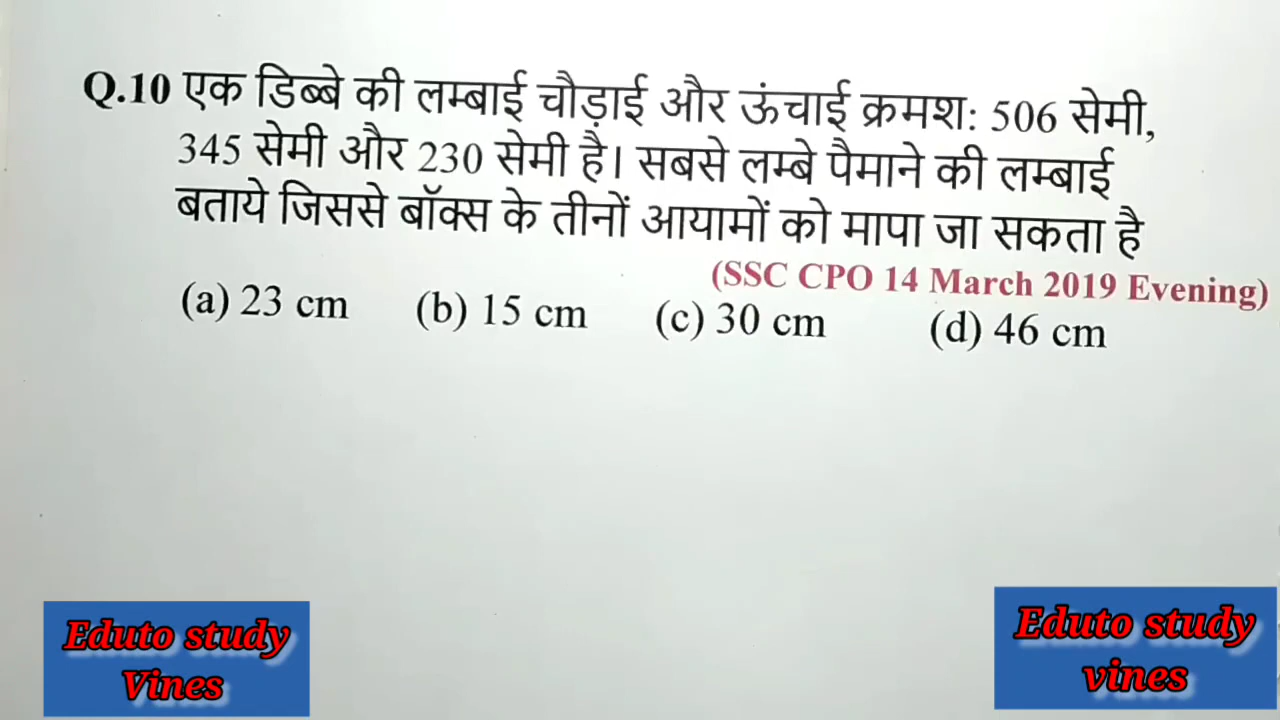 Q.10 एक डिब्बे की लम्बाई चौड़ाई और ऊंचाई क्रमश: 506 सेमी,
345 सेमी और 230 सेमी है। सबसे लम्बे पैमाने की लम्बाई
बताये जिससे बॉक्स के तीनों आयामों को मापा जा सकता है
(SSC CPO 14 March 2019 Evening)
(a) 23 cm (b) 15 cm (c) 30 cm (d) 46 cm
Eduto study
Vines
Eduto study
vines